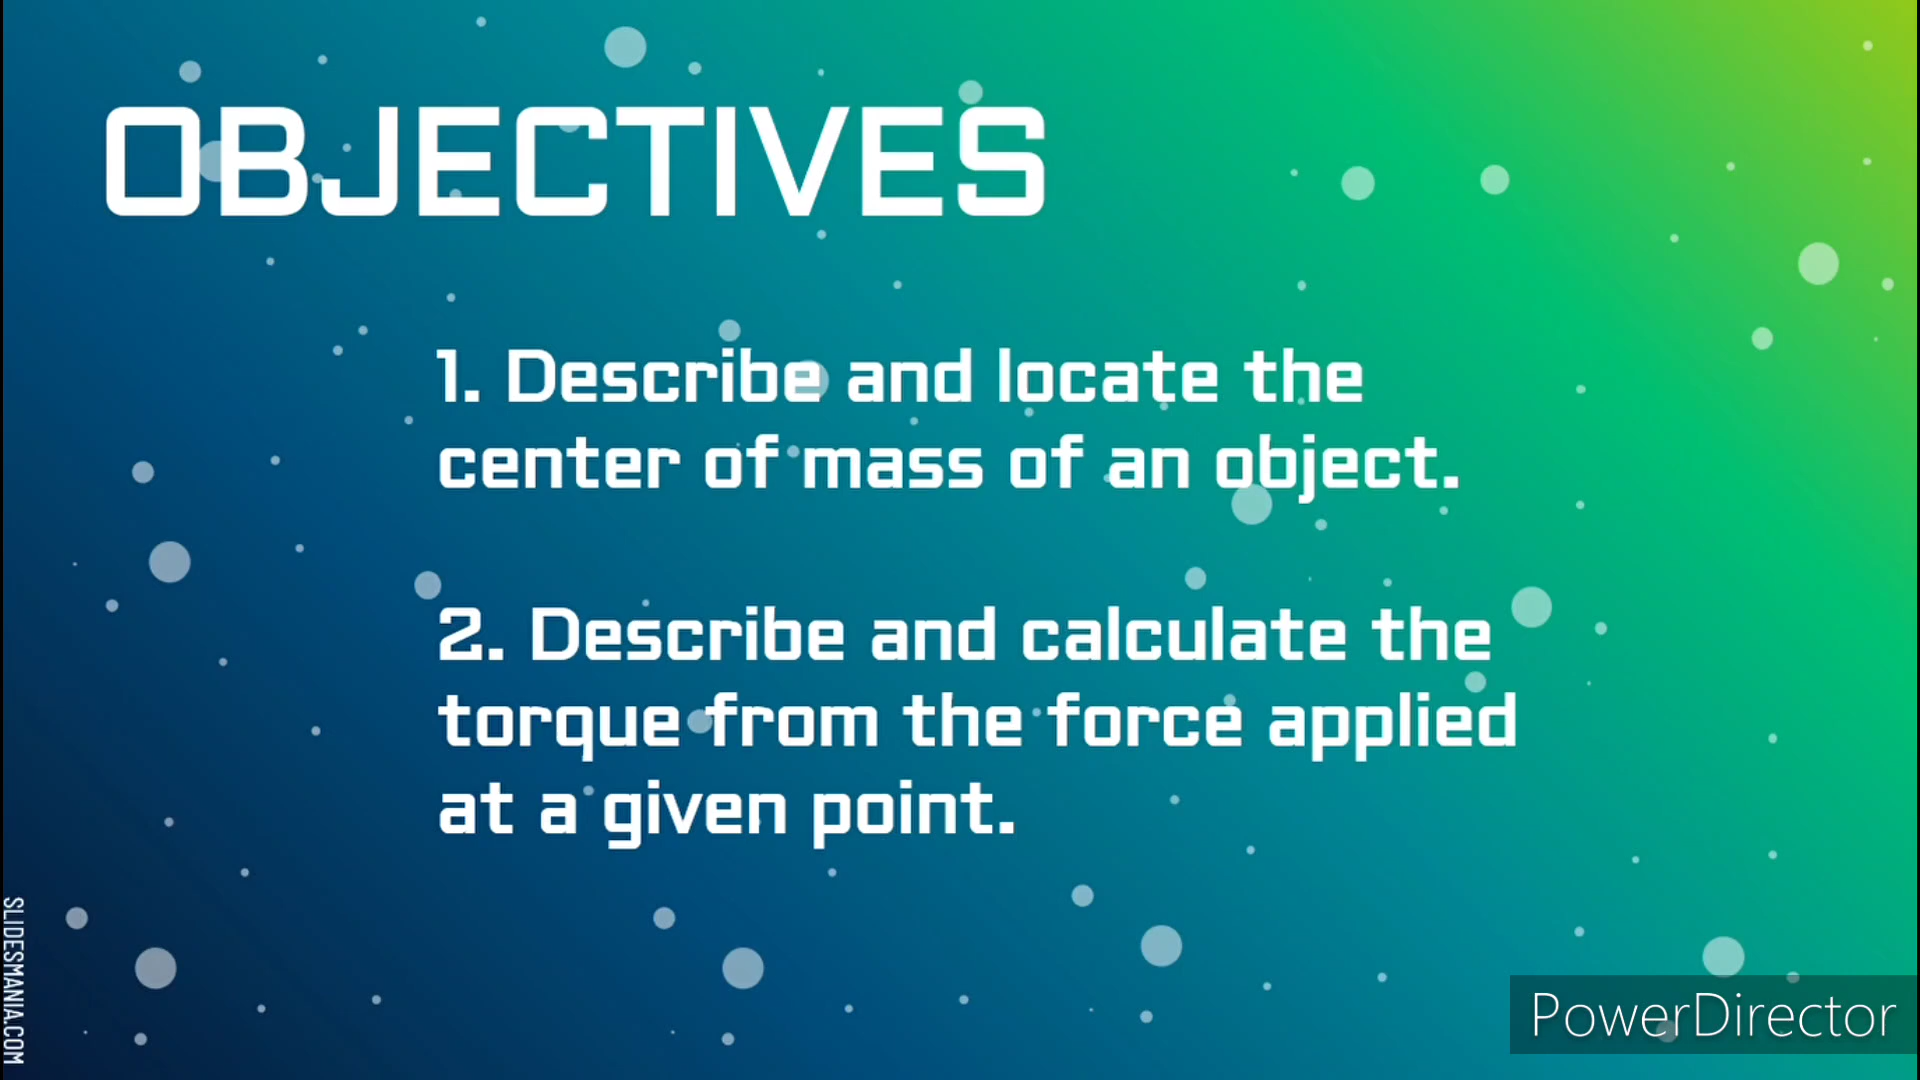 OBJECTIVES
1. Describe and locate the
center of mass of an object.
2. Describe and calculate the
torque from the force applied
at a given point.
SLIDESMANIA.COM
PowerDirector